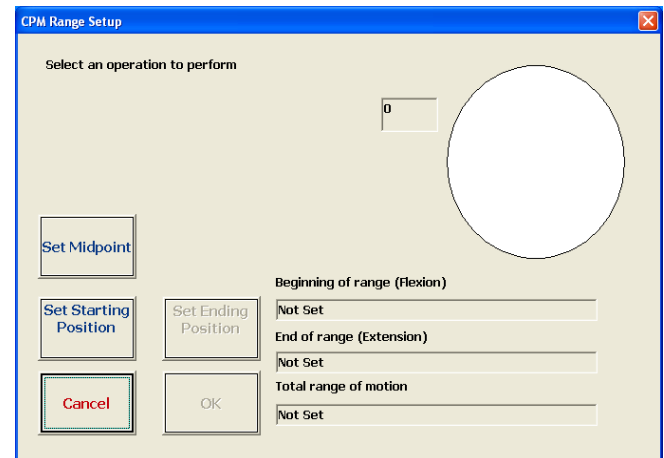 CPM Range Setup
Select an operation to perform
0
Set Midpoint
Beginning of range (Flexion)
Set Starting
Position
Set Ending
Position
Not Set
End of range (Extension)
Not Set
Total range of motion
Cancel
OK
Not Set